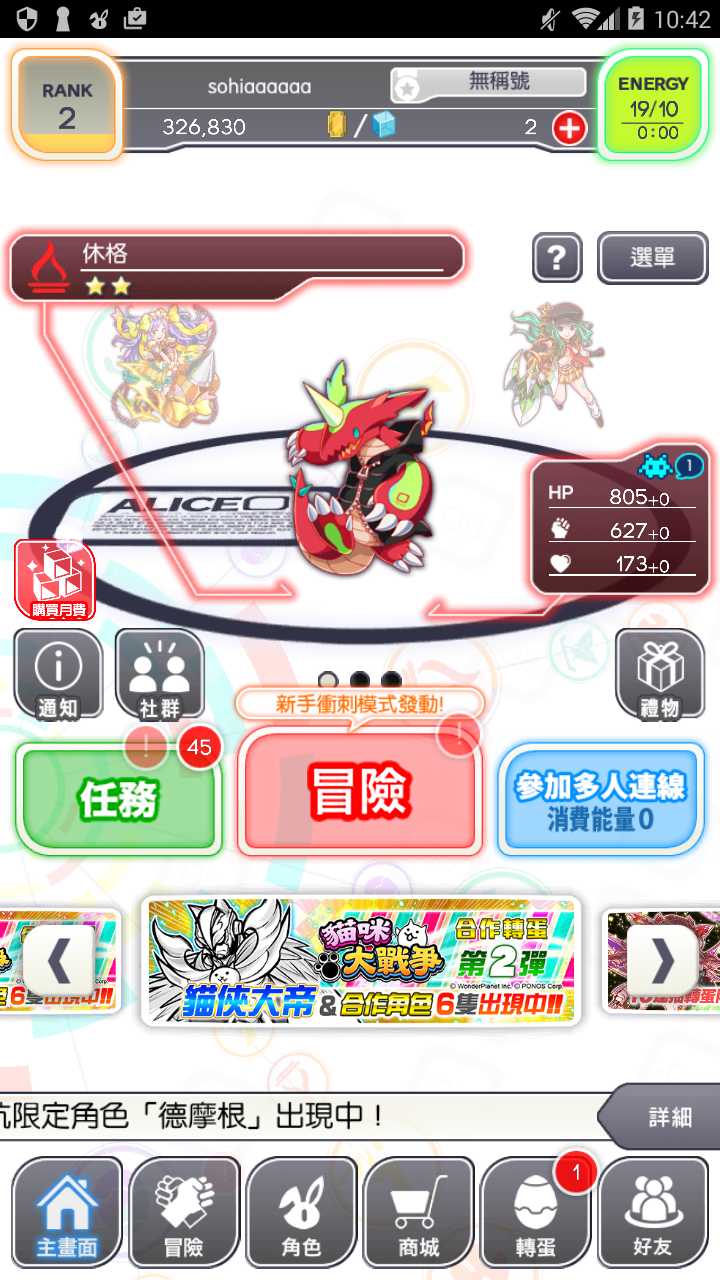 10:42
RANK
2
sohiaaaaaa
無稱號
ENERGY
19/10
0:00
326,830
/
2
休格
?
選單
ALICE
1
HP 805+0
627+0
173+0
購買月費
通知
社群
禮物
新手衝刺模式發動!
!
45
!
任務
冒險
參加多人連線
消費能量0
貓咪
大戰爭
合作轉蛋
第2彈
© WonderPlanet Inc. © PONOS Corp.
貓俠大帝&合作角色6隻出現中!!
限定角色「德摩根」出現中！
詳細
1
主畫面
冒險
角色
商城
轉蛋
好友